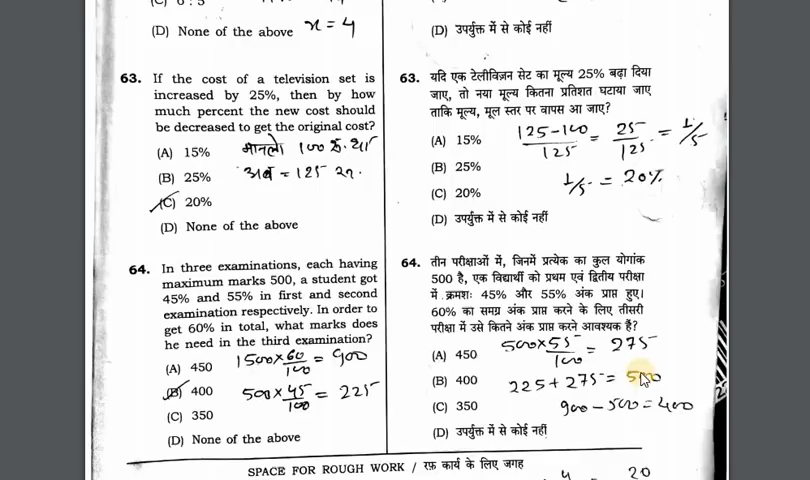 (D) None of the above x = 4
63. If the cost of a television set is
increased by 25%, then by how
much percent the new cost should
be decreased to get the original cost?
(A) 15% मानलो 100 रु. था
(B) 25% अब = 125
(C) 20%
(D) None of the above
64. In three examinations, each having
maximum marks 500, a student got
45% and 55% in first and second
examination respectively. In order to
get 60% in total, what marks does
he need in the third examination?
(A) 450 1500×60/100 = 900
(B) 400 500×45/100 = 225
(C) 350
(D) None of the above
(D) उपर्युक्त में से कोई नहीं
63. यदि एक टेलीविज़न सेट का मूल्य 25% बढ़ा दिया
जाए, तो नया मूल्य कितना प्रतिशत घटाया जाए
ताकि मूल्य, मूल स्तर पर वापस आ जाए?
(A) 15% 125-100/125 = 25/125 = 1/5
(B) 25%
1/5 = 20%
(C) 20%
(D) उपर्युक्त में से कोई नहीं
64. तीन परीक्षाओं में, जिनमें प्रत्येक का कुल योगांक
500 है, एक विद्यार्थी को प्रथम एवं द्वितीय परीक्षा
में क्रमशः 45% और 55% अंक प्राप्त हुए।
60% का समग्र अंक प्राप्त करने के लिए तीसरी
परीक्षा में उसे कितने अंक प्राप्त करने आवश्यक हैं?
(A) 450 500×55/100 = 275
(B) 400 225+275 = 500
(C) 350 900-500 = 400
(D) उपर्युक्त में से कोई नहीं
SPACE FOR ROUGH WORK / रफ़ कार्य के लिए जगह
4
20